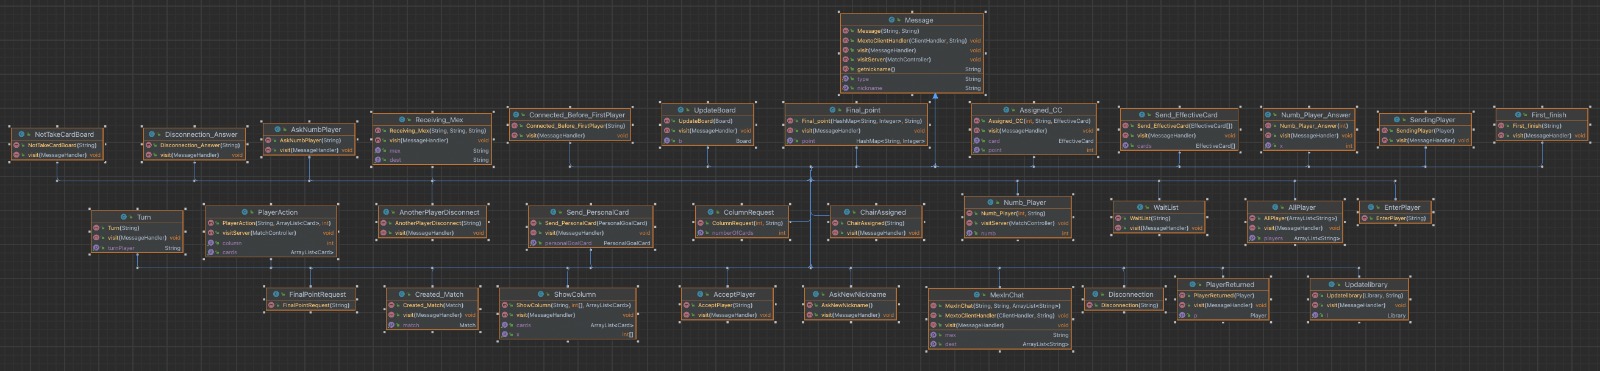 Message
Message(String, String)
MextoClientHandler(ClientHandler, String) void
visit(MessageHandler) void
visitServer(MatchController) void
getnickname() String
type String
nickname String
NotTakeCardBoard
NotTakeCardBoard(String)
visit(MessageHandler) void
Disconnection_Answer
Disconnection_Answer(String)
visit(MessageHandler) void
AskNumbPlayer
AskNumbPlayer(String)
visit(MessageHandler) void
Receiving_Mex
Receiving_Mex(String, String, String)
visit(MessageHandler) void
mex String
dest String
Connected_Before_FirstPlayer
Connected_Before_FirstPlayer(String)
visit(MessageHandler) void
UpdateBoard
UpdateBoard(Board)
visit(MessageHandler) void
b Board
Final_point
Final_point(HashMap<String, Integer>, String)
visit(MessageHandler) void
point HashMap<String, Integer>
Assigned_CC
Assigned_CC(int, String, EffectiveCard)
visit(MessageHandler) void
card EffectiveCard
point int
Send_EffectiveCard
Send_EffectiveCard(EffectiveCard[])
visit(MessageHandler) void
cards EffectiveCard[]
Numb_Player_Answer
Numb_Player_Answer(int)
visit(MessageHandler) void
int
SendingPlayer
SendingPlayer(Player)
visit(MessageHandler) void
First_finish
First_finish(String)
visit(MessageHandler) void
Turn
Turn(String)
visit(MessageHandler) void
turnPlayer String
PlayerAction
PlayerAction(String, ArrayList<Card>, int)
visitServer(MatchController) void
column int
cards ArrayList<Card>
AnotherPlayerDisconnect
AnotherPlayerDisconnect(String)
visit(MessageHandler) void
Send_PersonalCard
Send_PersonalCard(PersonalGoalCard)
visit(MessageHandler) void
personalGoalCard PersonalGoalCard
ColumnRequest
ColumnRequest(int, String)
visit(MessageHandler) void
numberOfCards int
ChairAssigned
ChairAssigned(String)
visit(MessageHandler) void
Numb_Player
Numb_Player(int, String)
visitServer(MatchController) void
numb int
WaitList
WaitList(String)
visit(MessageHandler) void
AllPlayer
AllPlayer(ArrayList<String>)
visit(MessageHandler) void
players ArrayList<String>
EnterPlayer
EnterPlayer(String)
FinalPointRequest
FinalPointRequest(String)
Created_Match
Created_Match(Match)
visit(MessageHandler) void
match Match
ShowColumn
ShowColumn(String, int[], ArrayList<Card>)
visit(MessageHandler) void
cards ArrayList<Card>
int[]
AcceptPlayer
AcceptPlayer(String)
visit(MessageHandler) void
AskNewNickname
AskNewNickname()
visit(MessageHandler) void
MexInChat
MexInChat(String, String, ArrayList<String>)
MextoClientHandler(ClientHandler, String) void
visit(MessageHandler) void
mex String
dest ArrayList<String>
Disconnection
Disconnection(String)
PlayerReturned
PlayerReturned(Player)
visit(MessageHandler) void
Player
Updatelibrary
Updatelibrary(Library, String)
visit(MessageHandler) void
Library